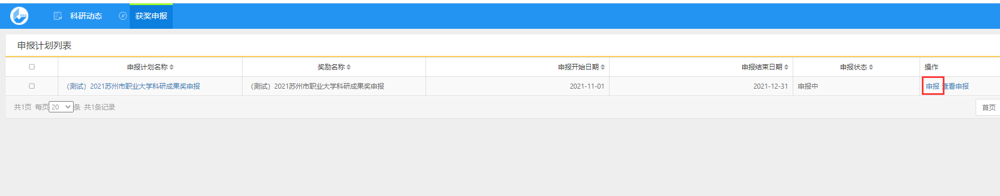 科研动态 获奖申报
申报计划列表
申报计划名称 奖励名称 申报开始日期 申报结束日期 申报状态 操作
（测试）2021苏州市职业大学科研成果奖申报 （测试）2021苏州市职业大学科研成果奖申报 2021-11-01 2021-12-31 申报中 申报 查看申报
共1页 每页 20 条 共1条记录 首页